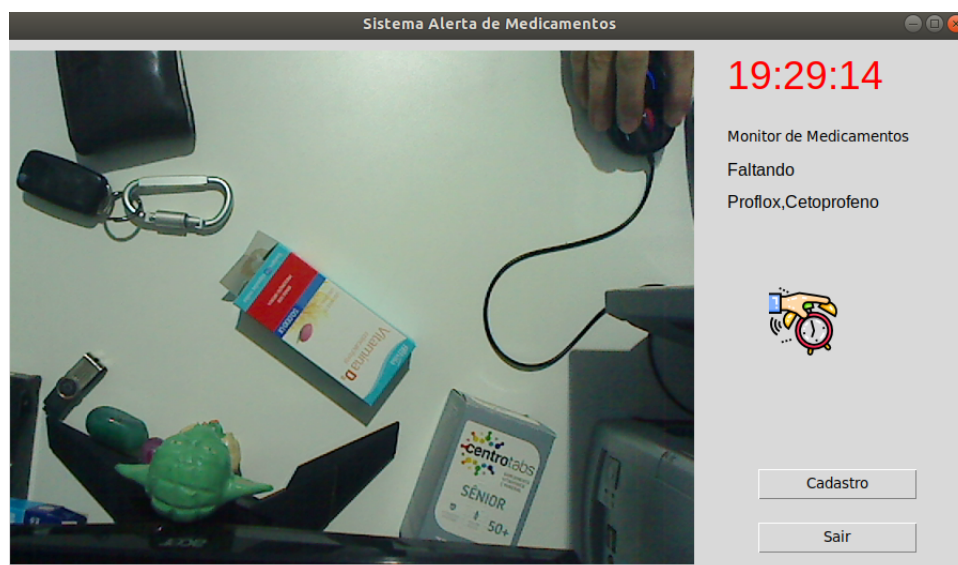 Sistema Alerta de Medicamentos
19:29:14
Monitor de Medicamentos
Faltando
Proflox,Cetoprofeno
Vitamina D3
centrotabs
SÊNIOR
50+
acer
Cadastro
Sair